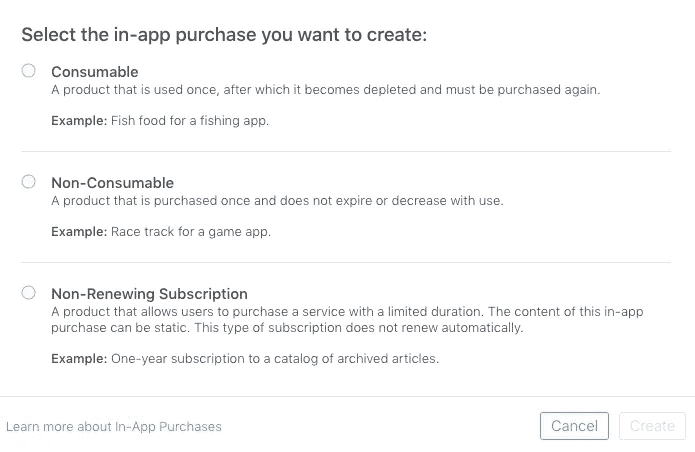 Select the in-app purchase you want to create:
Consumable
A product that is used once, after which it becomes depleted and must be purchased again.
Example: Fish food for a fishing app.
Non-Consumable
A product that is purchased once and does not expire or decrease with use.
Example: Race track for a game app.
Non-Renewing Subscription
A product that allows users to purchase a service with a limited duration. The content of this in-app
purchase can be static. This type of subscription does not renew automatically.
Example: One-year subscription to a catalog of archived articles.
Learn more about In-App Purchases
Cancel
Create